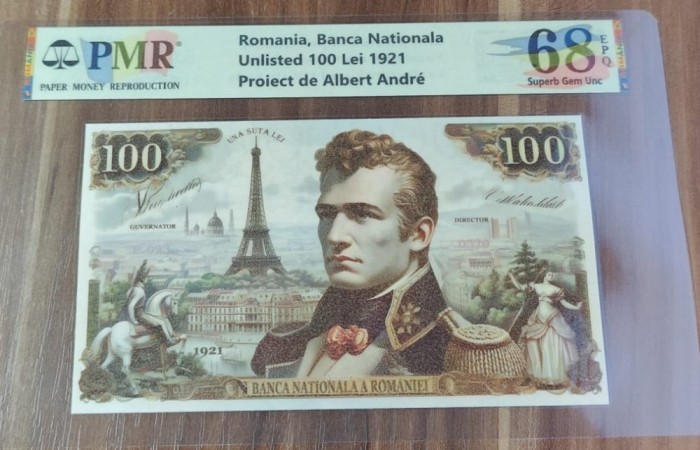 PMR®
PAPER MONEY REPRODUCTION
Romania, Banca Nationala
Unlisted 100 Lei 1921
Proiect de Albert André
68 EPQ
Superb Gem Unc
100
UNA SUTA LEI
100
GUVERNATOR
DIRECTOR
1921
BANCA NATIONALA A ROMANIEI